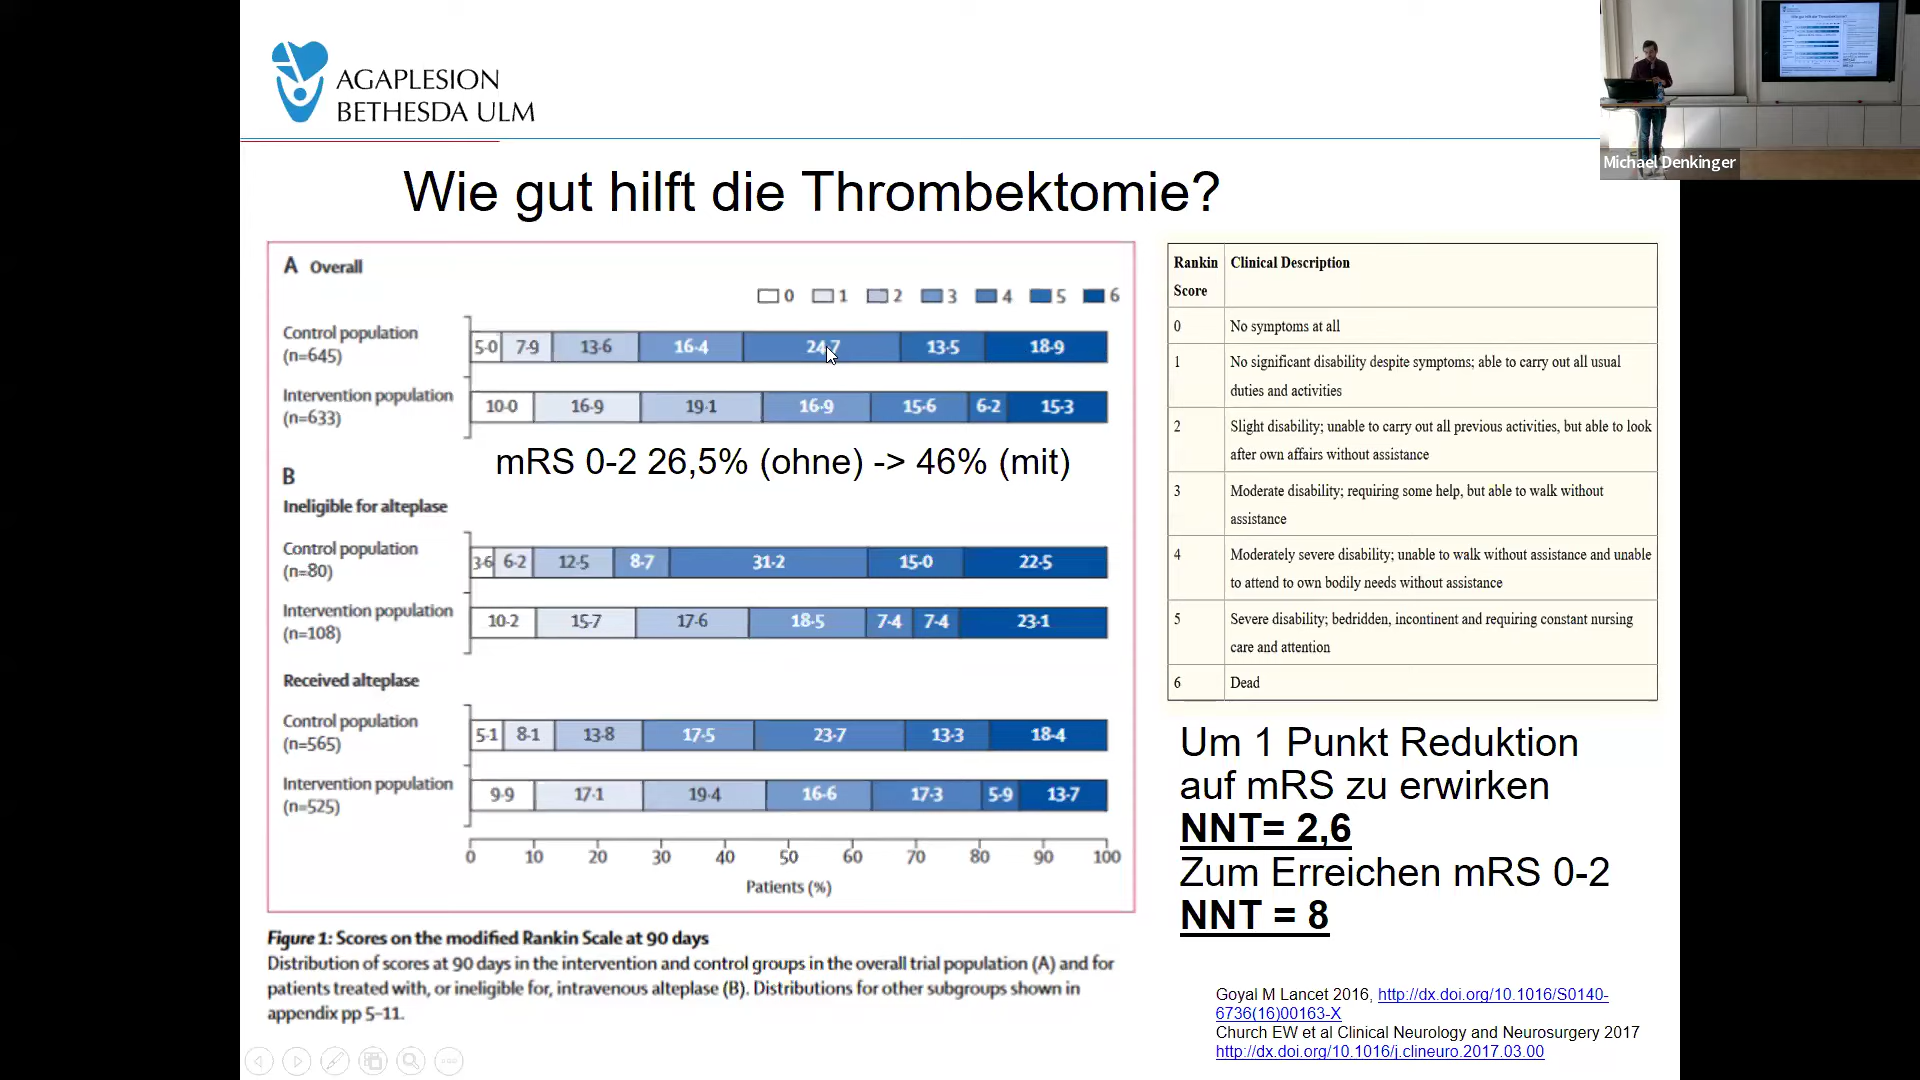 AGAPLESION
BETHESDA ULM
Michael Denkinger
Wie gut hilft die Thrombektomie?
A Overall
0 1 2 3 4 5 6
Control population
(n=645)
5·0 7·9 13·6 16·4 24·7 13·5 18·9
Intervention population
(n=633)
10·0 16·9 19·1 16·9 15·6 6·2 15·3
mRS 0-2 26,5% (ohne) -> 46% (mit)
B
Ineligible for alteplase
Control population
(n=80)
3·6 6·2 12·5 8·7 31·2 15·0 22·5
Intervention population
(n=108)
10·2 15·7 17·6 18·5 7·4 7·4 23·1
Received alteplase
Control population
(n=565)
5·1 8·1 13·8 17·5 23·7 13·3 18·4
Intervention population
(n=525)
9·9 17·1 19·4 16·6 17·3 5·9 13·7
0 10 20 30 40 50 60 70 80 90 100
Patients (%)
Figure 1: Scores on the modified Rankin Scale at 90 days
Distribution of scores at 90 days in the intervention and control groups in the overall trial population (A) and for
patients treated with, or ineligible for, intravenous alteplase (B). Distributions for other subgroups shown in
appendix pp 5–11.
Rankin Clinical Description
Score
0 No symptoms at all
1 No significant disability despite symptoms; able to carry out all usual
duties and activities
2 Slight disability; unable to carry out all previous activities, but able to look
after own affairs without assistance
3 Moderate disability; requiring some help, but able to walk without
assistance
4 Moderately severe disability; unable to walk without assistance and unable
to attend to own bodily needs without assistance
5 Severe disability; bedridden, incontinent and requiring constant nursing
care and attention
6 Dead
Um 1 Punkt Reduktion
auf mRS zu erwirken
NNT= 2,6
Zum Erreichen mRS 0-2
NNT = 8
Goyal M Lancet 2016, http://dx.doi.org/10.1016/S0140-
6736(16)00163-X
Church EW et al Clinical Neurology and Neurosurgery 2017
http://dx.doi.org/10.1016/j.clineuro.2017.03.00